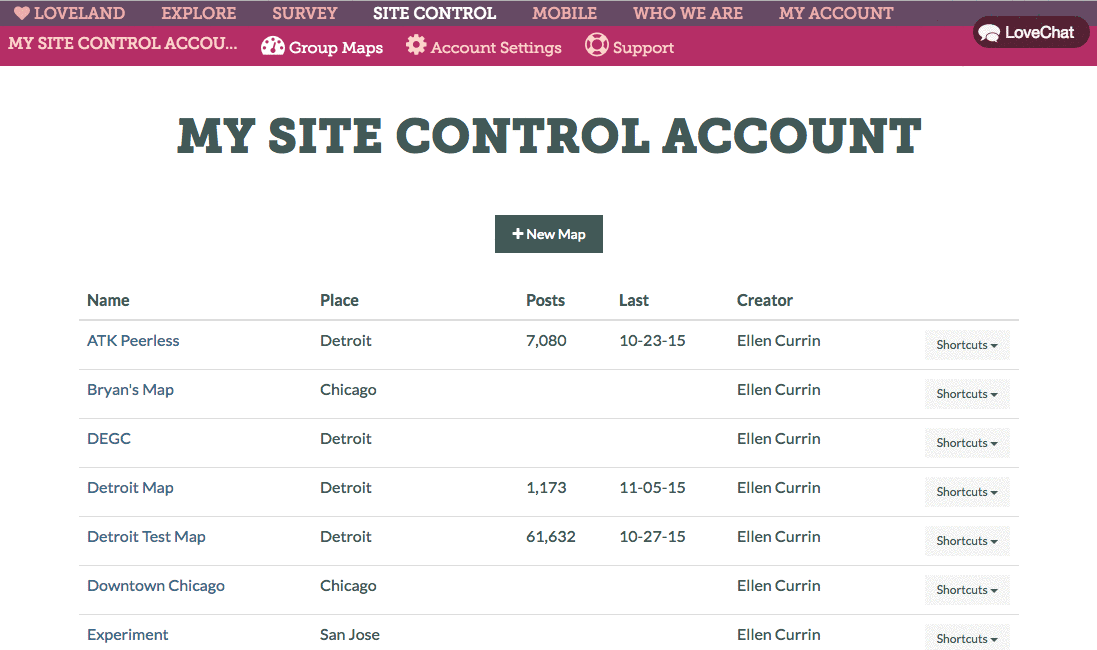 LOVELAND EXPLORE SURVEY SITE CONTROL MOBILE WHO WE ARE MY ACCOUNT
MY SITE CONTROL ACCOU... Group Maps Account Settings Support LoveChat
MY SITE CONTROL ACCOUNT
+ New Map
Name Place Posts Last Creator
ATK Peerless Detroit 7,080 10-23-15 Ellen Currin Shortcuts
Bryan's Map Chicago Ellen Currin Shortcuts
DEGC Detroit Ellen Currin Shortcuts
Detroit Map Detroit 1,173 11-05-15 Ellen Currin Shortcuts
Detroit Test Map Detroit 61,632 10-27-15 Ellen Currin Shortcuts
Downtown Chicago Chicago Ellen Currin Shortcuts
Experiment San Jose Ellen Currin Shortcuts